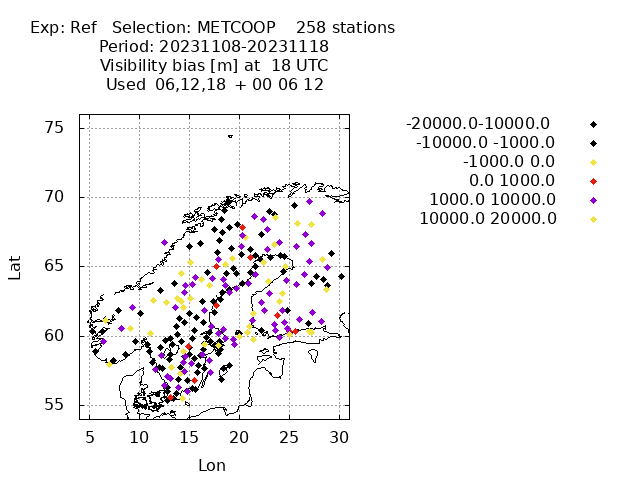 Exp: Ref   Selection: METCOOP    258 stations
Period: 20231108-20231118
Visibility bias [m] at  18 UTC
Used  06,12,18  + 00 06 12
-20000.0-10000.0
-10000.0 -1000.0
-1000.0 0.0
0.0 1000.0
1000.0 10000.0
10000.0 20000.0
75
70
65
60
55
Lat
5 10 15 20 25 30
Lon